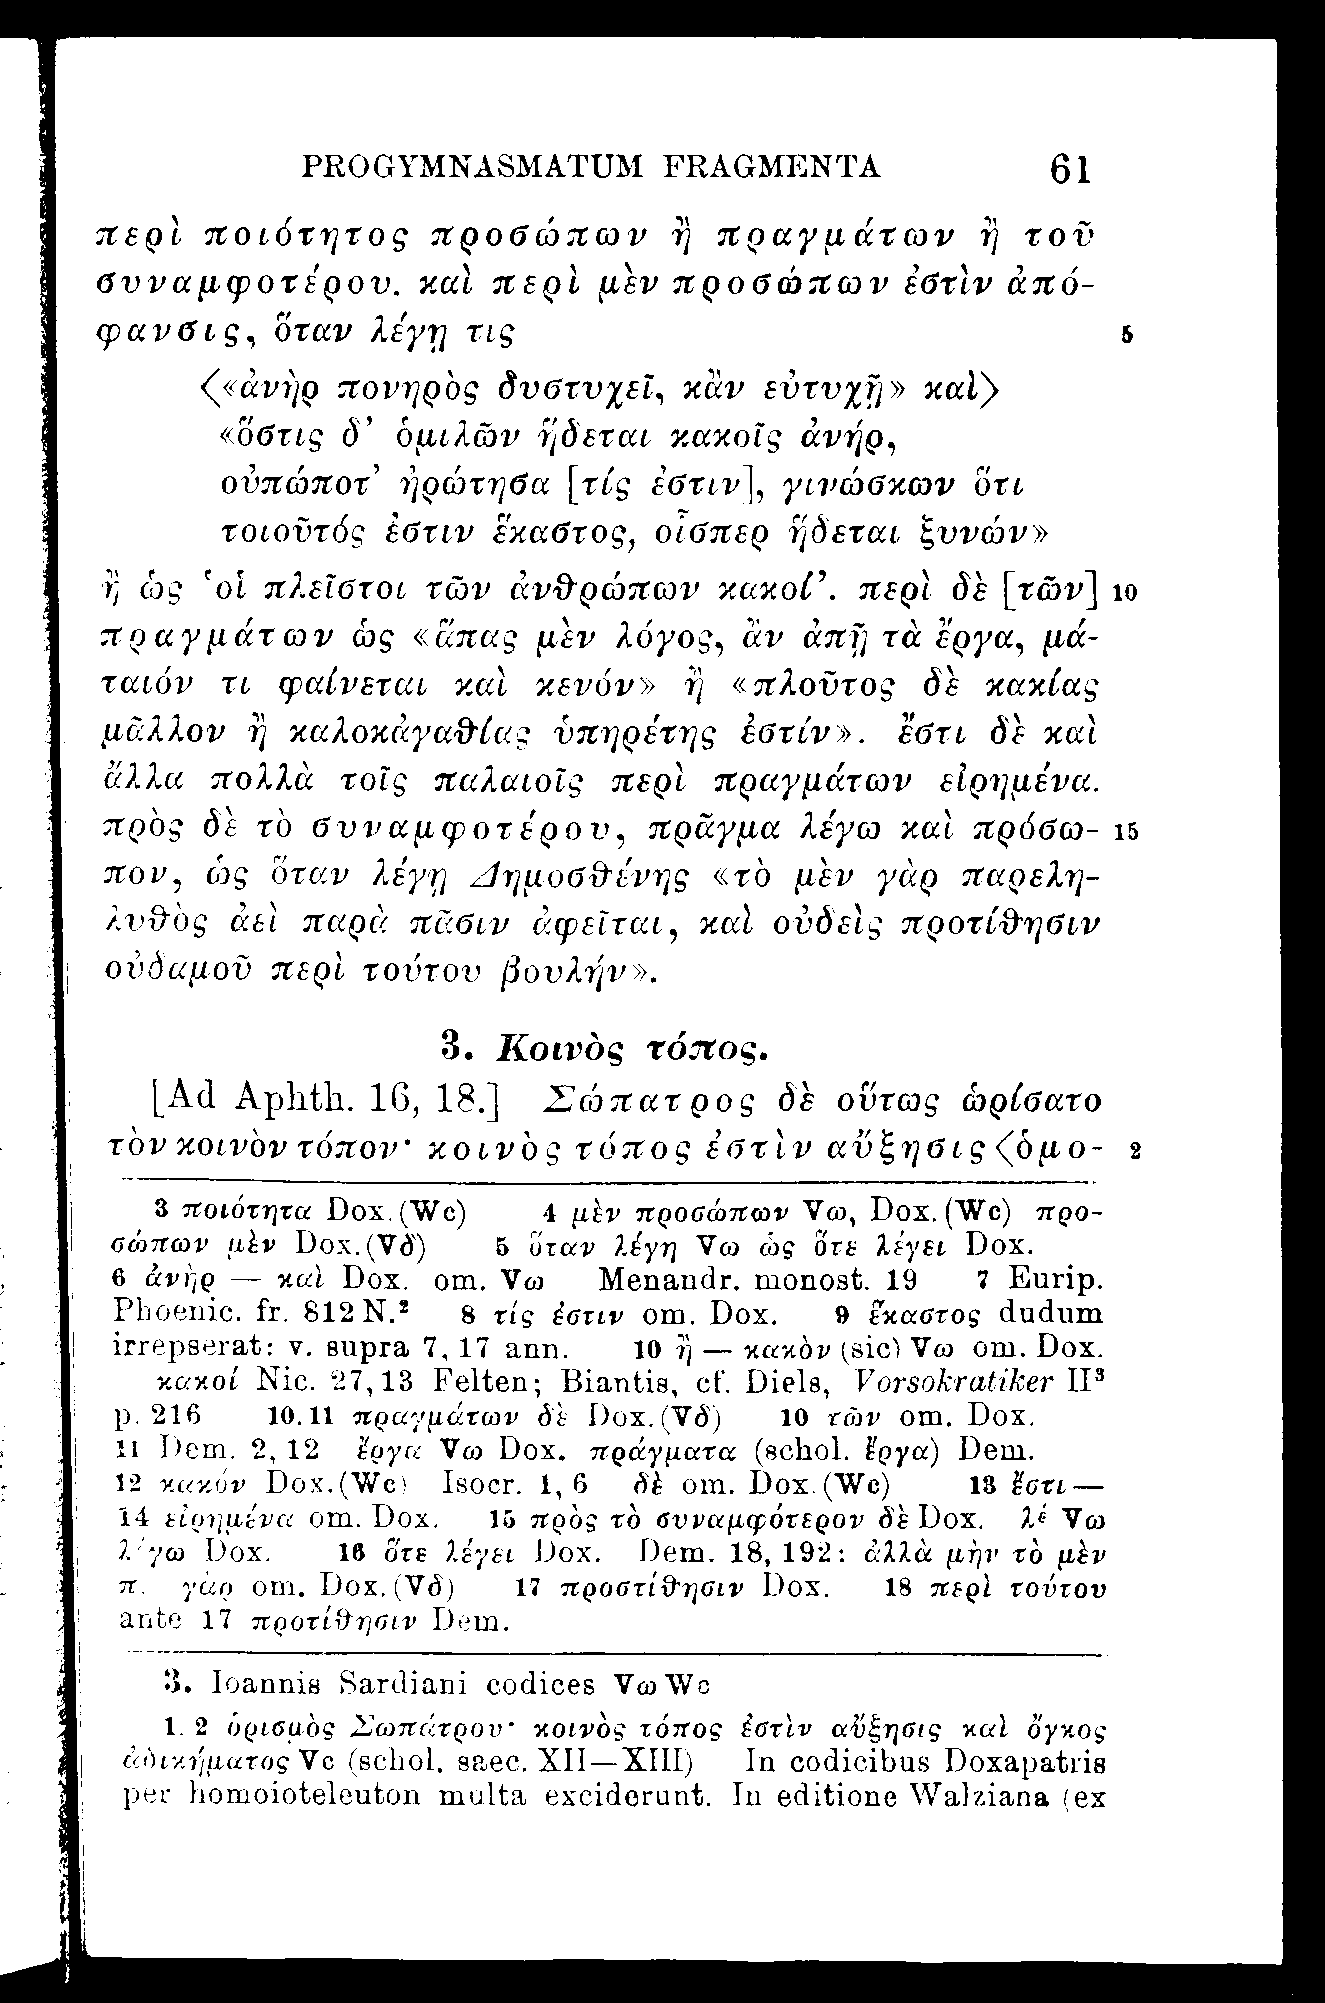 PROGYMNASMATUM FRAGMENTA 61
περὶ ποιότητος προσώπων ἢ πραγμάτων ἢ τοῦ
συναμφοτέρου. καὶ περὶ μὲν προσώπων ἐστὶν ἀπό-
φανσις, ὅταν λέγῃ τις 5
⟨«ἀνὴρ πονηρὸς δυστυχεῖ, κἂν εὐτυχῇ» καὶ⟩
«ὅστις δ’ ὁμιλῶν ἥδεται κακοῖς ἀνήρ,
οὐπώποτ’ ἠρώτησα [τίς ἐστιν], γινώσκων ὅτι
τοιοῦτός ἐστιν ἕκαστος, οἷσπερ ἥδεται ξυνών»
ἢ ὡς ‘οἱ πλεῖστοι τῶν ἀνθρώπων κακοί’. περὶ δὲ [τῶν] 10
πραγμάτων ὡς «ἅπας μὲν λόγος, ἂν ἀπῇ τὰ ἔργα, μά-
ταιόν τι φαίνεται καὶ κενόν» ἢ «πλοῦτος δὲ κακίας
μᾶλλον ἢ καλοκἀγαθίας ὑπηρέτης ἐστίν». ἔστι δὲ καὶ
ἄλλα πολλὰ τοῖς παλαιοῖς περὶ πραγμάτων εἰρημένα.
πρὸς δὲ τὸ συναμφοτέρου, πρᾶγμα λέγω καὶ πρόσω- 15
πον, ὡς ὅταν λέγῃ Δημοσθένης «τὸ μὲν γὰρ παρελη-
λυθὸς ἀεὶ παρὰ πᾶσιν ἀφεῖται, καὶ οὐδεὶς προτίθησιν
οὐδαμοῦ περὶ τούτου βουλήν».
3. Κοινὸς τόπος.
[Ad Aphth. 16, 18.] Σώπατρος δὲ οὕτως ὡρίσατο
τὸν κοινὸν τόπον· κοινὸς τόπος ἐστὶν αὔξησις ⟨ὁμο- 2
3 ποιότητα Dox.(Wc) 4 μὲν προσώπων Vω, Dox.(Wc) προ-
σώπων μὲν Dox.(Vδ) 5 ὅταν λέγη Vω ὡς ὅτε λέγει Dox.
6 ἀνὴρ — καὶ Dox. om. Vω Menandr. monost. 19 7 Eurip.
Phoenic. fr. 812 N.² 8 τίς ἐστιν om. Dox. 9 ἕκαστος dudum
irrepserat: v. supra 7, 17 ann. 10 ἢ — κακὸν (sic) Vω om. Dox.
κακοί Nic. 27, 13 Felten; Biantis, cf. Diels, Vorsokratiker II³
p. 216 10.11 πραγμάτων δὲ Dox.(Vδ) 10 τῶν om. Dox.
11 Dem. 2, 12 ἔργα Vω Dox. πράγματα (schol. ἔργα) Dem.
12 κακόν Dox.(Wc) Isocr. 1, 6 δὲ om. Dox.(Wc) 13 ἔστι —
14 εἰρημένα om. Dox. 15 πρὸς τὸ συναμφότερον δὲ Dox. λέ Vω
λέγω Dox. 16 ὅτε λέγει Dox. Dem. 18, 192: ἀλλὰ μὴν τὸ μὲν
π. γὰρ om. Dox.(Vδ) 17 προστίθησιν Dox. 18 περὶ τούτου
ante 17 προτίθησιν Dem.
3. Ioannis Sardiani codices Vω Wc
1. 2 ὁρισμὸς Σωπάτρου· κοινὸς τόπος ἐστὶν αὔξησις καὶ ὄγκος
ἀδικήματος Vc (schol. saec. XII—XIII) In codicibus Doxapatris
per homoioteleuton multa exciderunt. In editione Walziana (ex